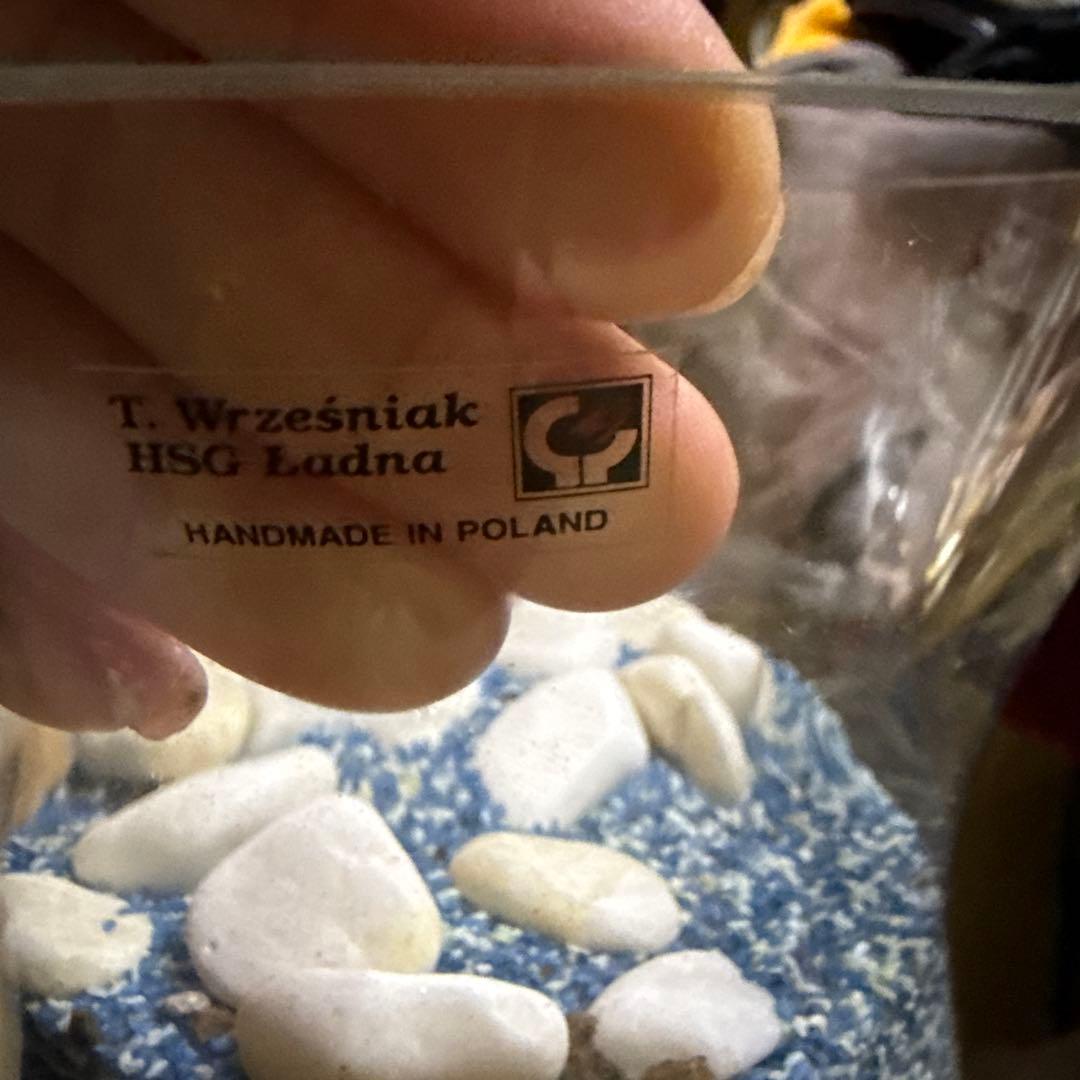 T. Wrześniak
HSG Ładna
HANDMADE IN POLAND